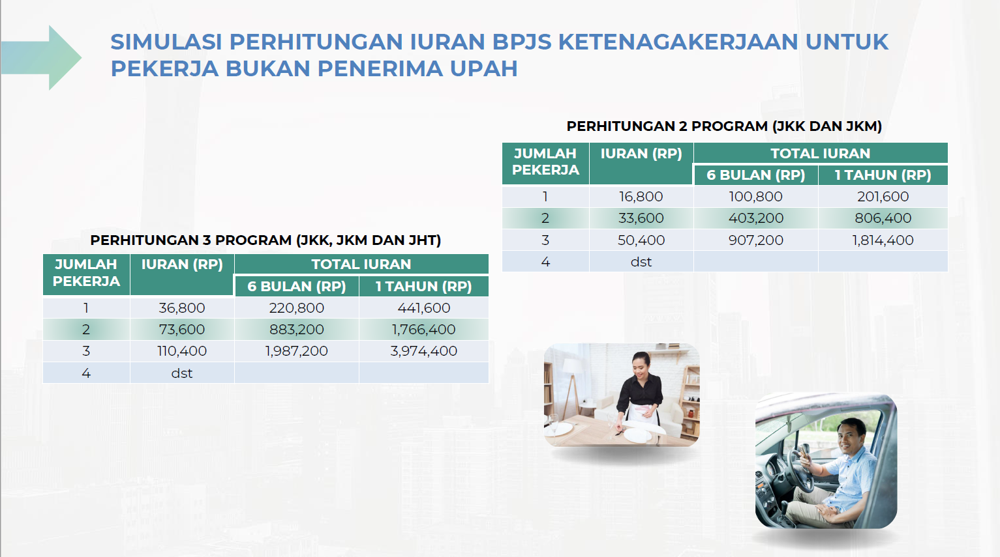 SIMULASI PERHITUNGAN IURAN BPJS KETENAGAKERJAAN UNTUK
PEKERJA BUKAN PENERIMA UPAH
PERHITUNGAN 2 PROGRAM (JKK DAN JKM)
JUMLAH PEKERJA IURAN (RP) TOTAL IURAN
6 BULAN (RP) 1 TAHUN (RP)
1 16,800 100,800 201,600
2 33,600 403,200 806,400
3 50,400 907,200 1,814,400
4 dst
PERHITUNGAN 3 PROGRAM (JKK, JKM DAN JHT)
JUMLAH PEKERJA IURAN (RP) TOTAL IURAN
6 BULAN (RP) 1 TAHUN (RP)
1 36,800 220,800 441,600
2 73,600 883,200 1,766,400
3 110,400 1,987,200 3,974,400
4 dst